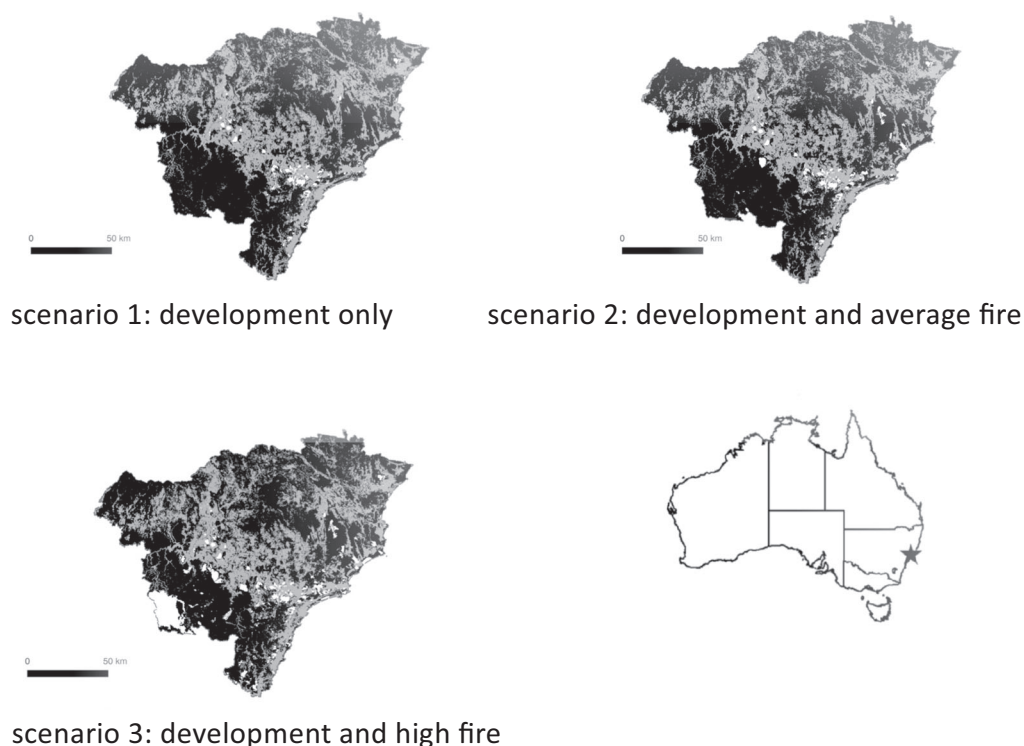 0 50 km
0 50 km
scenario 1: development only
scenario 2: development and average fire
0 50 km
scenario 3: development and high fire